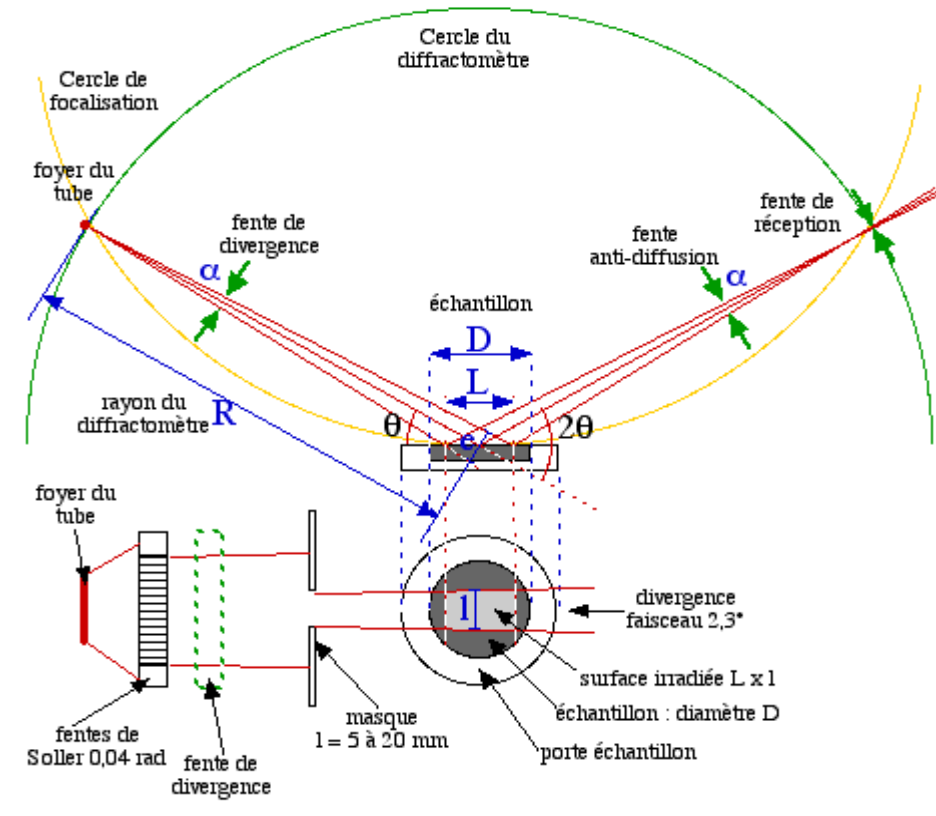 Cercle du
diffractomètre
Cercle de
focalisation
foyer du
tube
fente de
divergence
α
fente
anti-diffusion
α
fente de
réception
échantillon
D
L
θ
e
2θ
rayon du
diffractomètre
R
foyer du
tube
l
divergence
faisceau 2,3°
surface irradiée L x l
échantillon : diamètre D
porte échantillon
masque
l = 5 à 20 mm
fentes de
Soller 0,04 rad
fente de
divergence